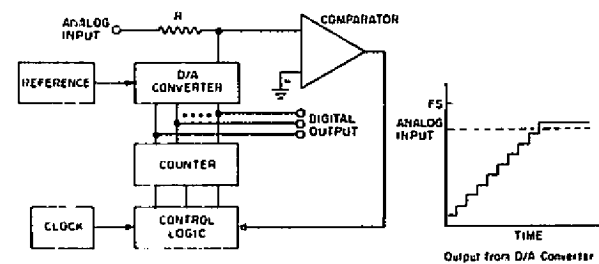 R
ANALOG
INPUT
COMPARATOR
REFERENCE
D/A
CONVERTER
DIGITAL
OUTPUT
COUNTER
CLOCK
CONTROL
LOGIC
FS
ANALOG
INPUT
TIME
Output from D/A Converter